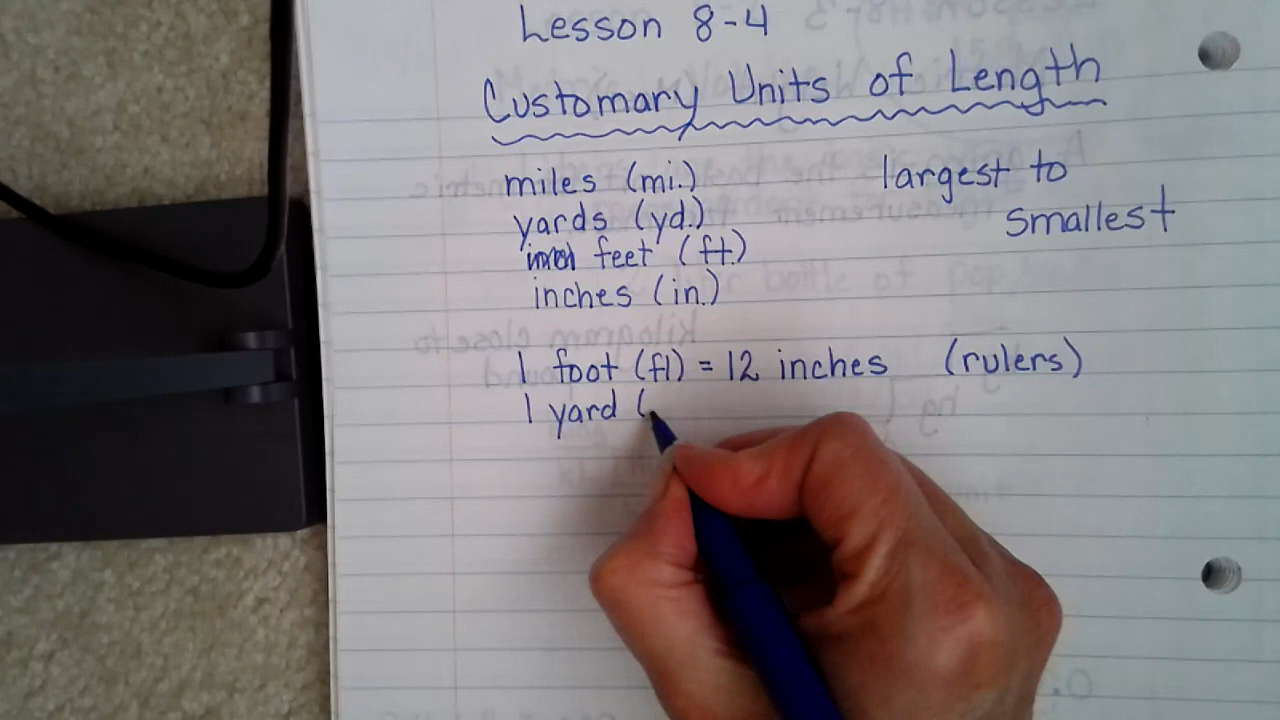 Lesson 8-4
Customary Units of Length
miles (mi.) largest to
yards (yd.) smallest
feet (ft.)
inches (in.)
1 foot (ft) = 12 inches (rulers)
1 yard (